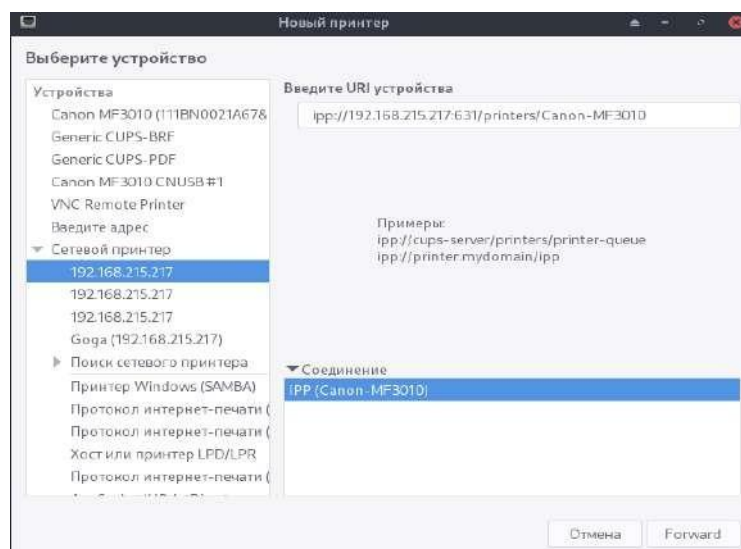 Новый принтер
Выберите устройство
Устройства
Canon MF3010 (111BN0021A67&
Generic CUPS-BRF
Generic CUPS-PDF
Canon MF3010 CNUSB#1
VNC Remote Printer
Введите адрес
Сетевой принтер
192.168.215.217
192.168.215.217
192.168.215.217
Goga (192.168.215.217)
Поиск сетевого принтера
Принтер Windows (SAMBA)
Протокол интернет-печати (
Протокол интернет-печати (
Хост или принтер LPD/LPR
Протокол интернет-печати (
Введите URI устройства
ipp://192.168.215.217:631/printers/Canon-MF3010
Примеры:
ipp://cups-server/printers/printer-queue
ipp://printer.mydomain/ipp
Соединение
IPP (Canon-MF3010)
Отмена
Forward